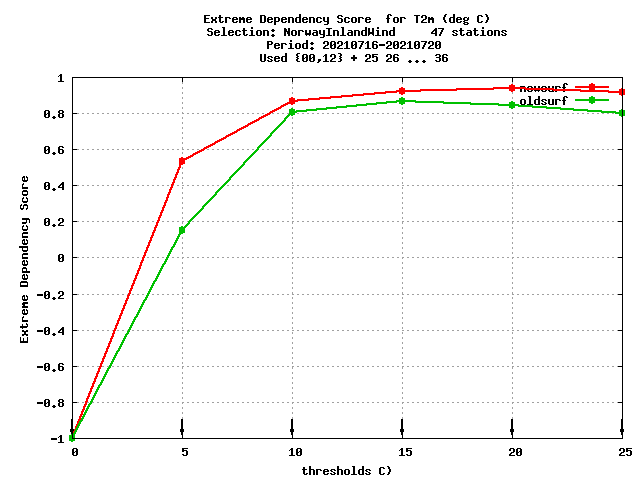 Extreme Dependency Score  for T2m (deg C)
Selection: NorwayInlandWind     47 stations
Period: 20210716-20210720
Used {00,12} + 25 26 ... 36
1
0.8
0.6
0.4
0.2
0
-0.2
-0.4
-0.6
-0.8
-1
Extreme Dependency Score
oldsurf
0 5 10 15 20 25
thresholds C)